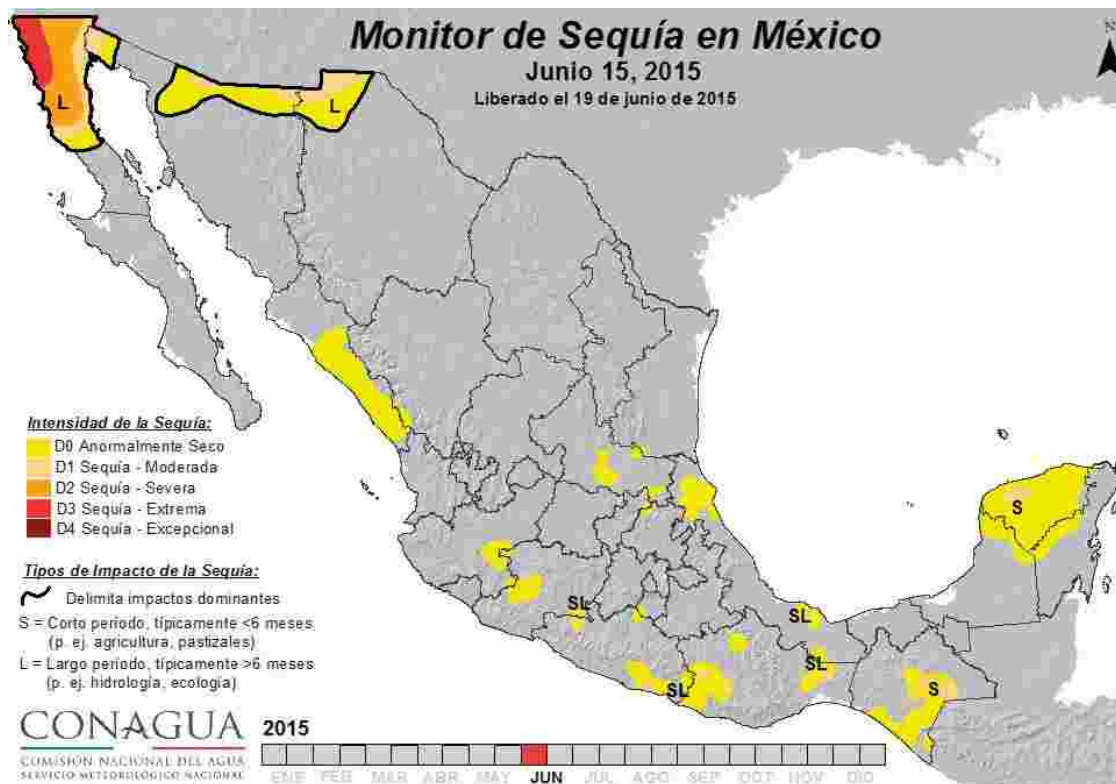 Monitor de Sequía en México
Junio 15, 2015
Liberado el 19 de junio de 2015
N
L
L
Intensidad de la Sequía:
D0 Anormalmente Seco
D1 Sequía - Moderada
D2 Sequía - Severa
D3 Sequía - Extrema
D4 Sequía - Excepcional
S
Tipos de Impacto de la Sequía:
Delimita impactos dominantes
S = Corto período, típicamente <6 meses
(p. ej. agricultura, pastizales)
L = Largo período, típicamente >6 meses
(p. ej. hidrología, ecología)
SL
SL
SL
SL
S
CONAGUA
COMISIÓN NACIONAL DEL AGUA
SERVICIO METEOROLÓGICO NACIONAL
2015
ENE FEB MAR ABR MAY JUN JUL AGO SEP OCT NOV DIC